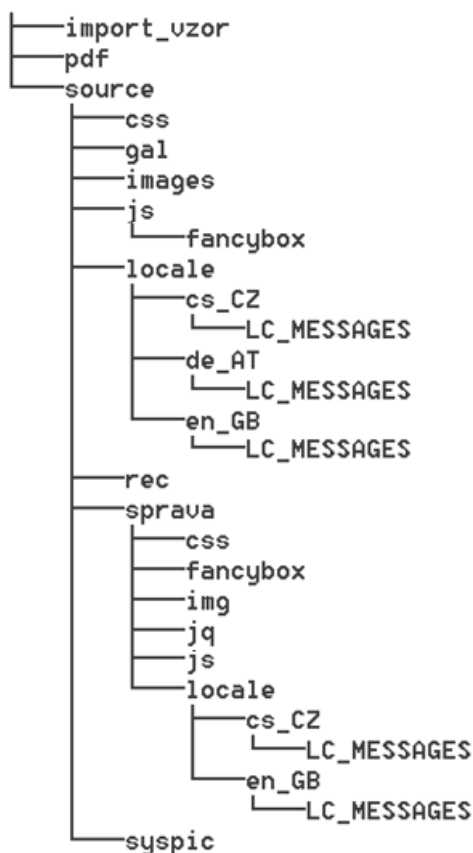 import_vzor
pdf
source
css
gal
images
js
fancybox
locale
cs_CZ
LC_MESSAGES
de_AT
LC_MESSAGES
en_GB
LC_MESSAGES
rec
sprava
css
fancybox
img
jq
js
locale
cs_CZ
LC_MESSAGES
en_GB
LC_MESSAGES
syspic